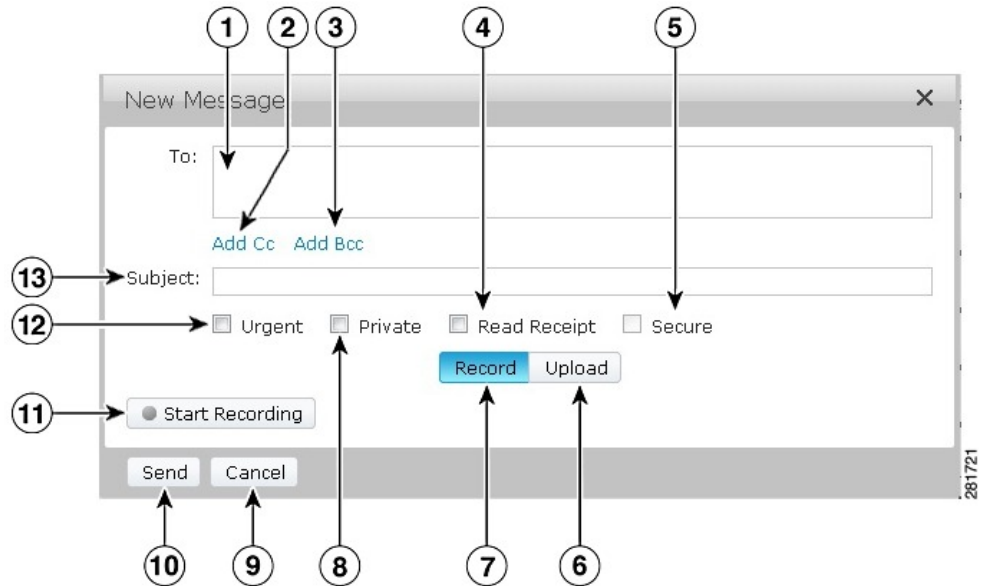 1 2 3 4 5
New Message
To:
Add Cc Add Bcc
13 Subject:
12 Urgent Private Read Receipt Secure
Record Upload
11 Start Recording
Send Cancel
10 9 8 7 6
281721